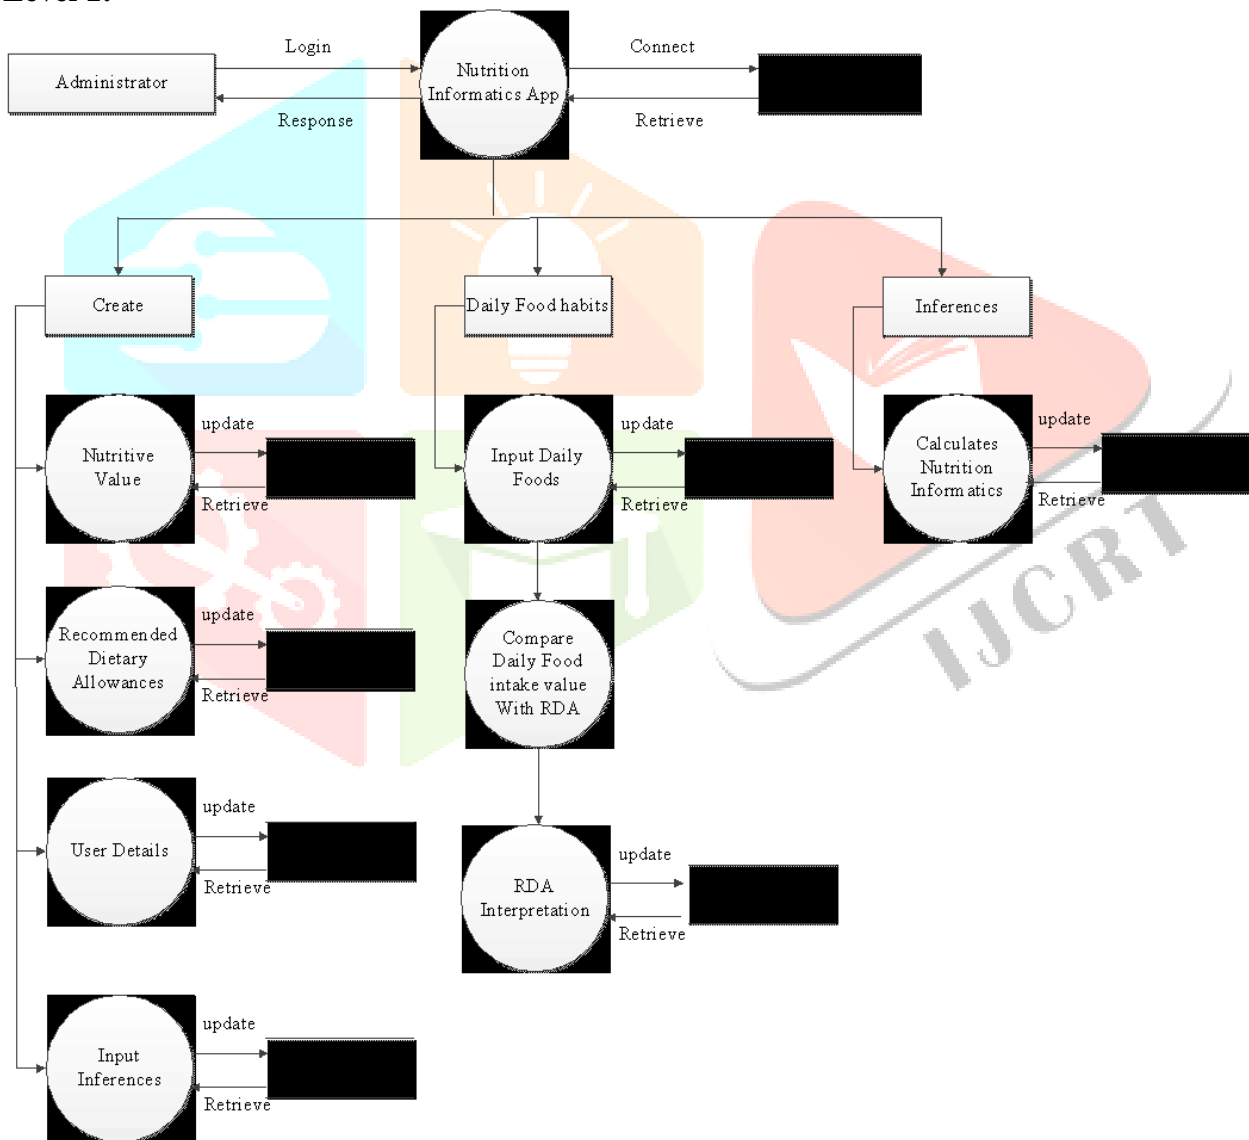 Login
Connect
Administrator
Nutrition
Informatics App
Response
Retrieve
Create
Daily Food habits
Inferences
Nutritive
Value
update
Retrieve
Input Daily
Foods
update
Retrieve
Calculates
Nutrition
Informatics
update
Retrieve
Recommended
Dietary
Allowances
update
Retrieve
Compare
Daily Food
intake value
With RDA
IJCRT
User Details
update
Retrieve
RDA
Interpretation
update
Retrieve
Input
Inferences
update
Retrieve